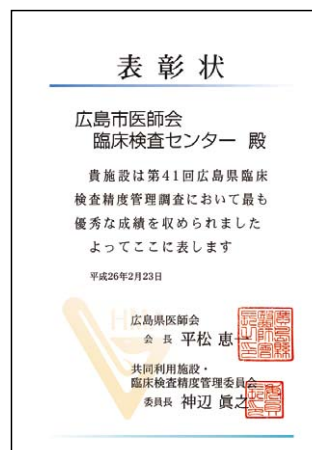 表彰状
広島市医師会
臨床検査センター 殿
貴施設は第41回広島県臨床
検査精度管理調査において最も
優秀な成績を収められました
よってここに表します
平成26年2月23日
広島県医師会
会長 平松恵一
共同利用施設・
臨床検査精度管理委員会
委員長 神辺眞之